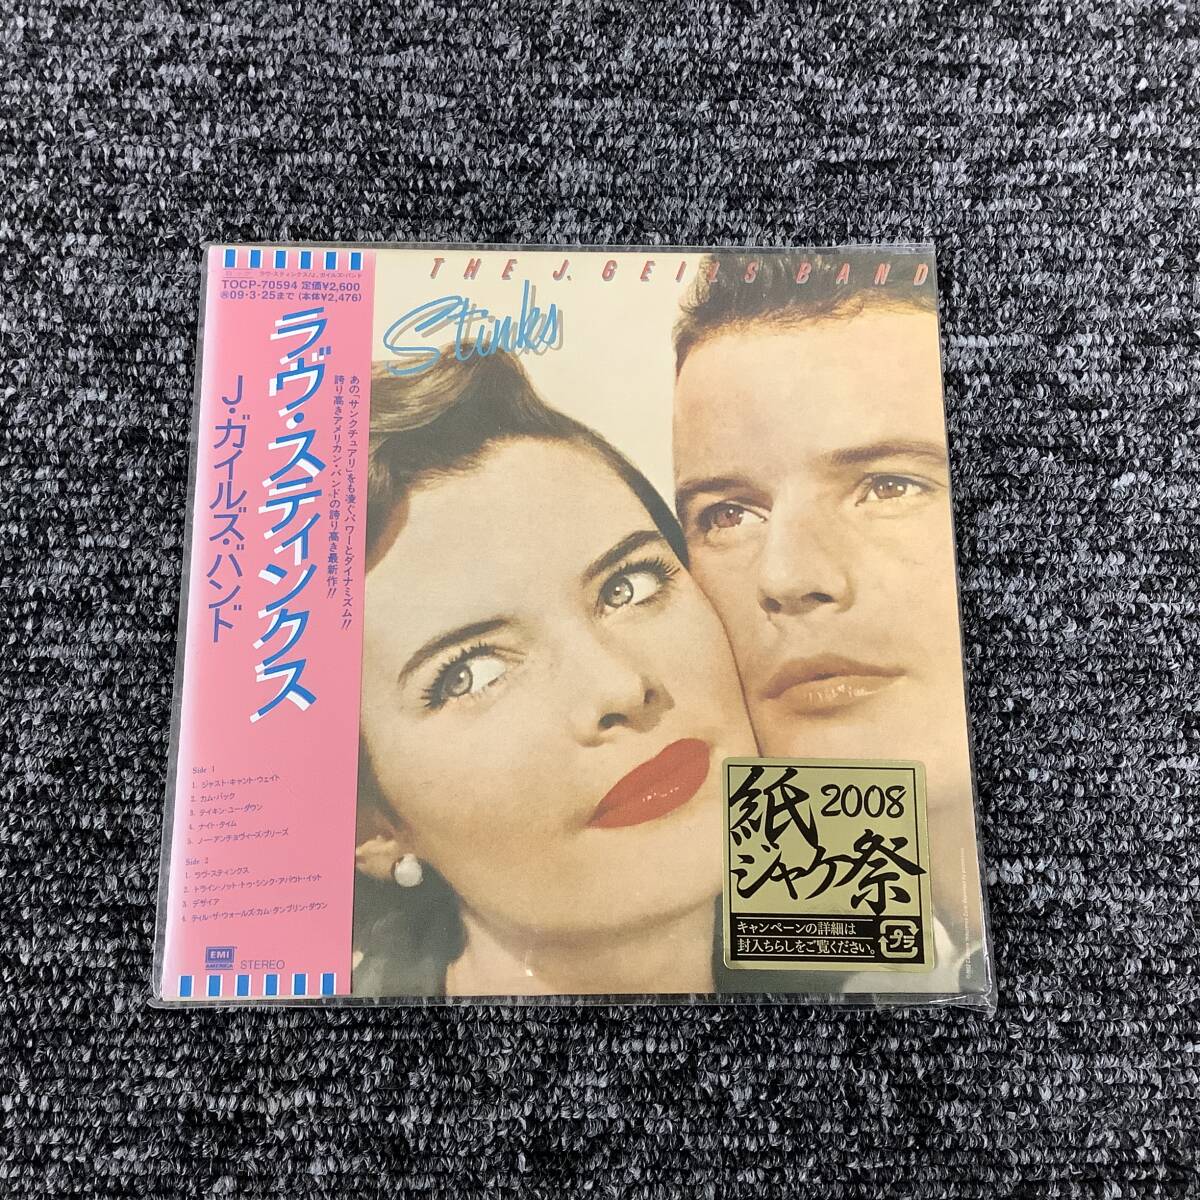 ロック ラヴ・スティンクス/J. ガイルズ・バンド
TOCP-70594 定価¥2,600
09・3・25まで (本体¥2,476)
ラヴ・スティンクス
J・ガイルズ・バンド
あの「サンクチュアリ」をも凌ぐパワーとダイナミズム!!
誇り高きアメリカン・バンドの誇り高き最新作!!
Side 1
1. ジャスト・キャント・ウェイト
2. カム・バック
3. テイキン・ユー・ダウン
4. ナイト・タイム
5. ノー・アンチョヴィーズ・プリーズ
Side 2
1. ラヴ・スティンクス
2. トライン・ノット・トゥ・シンク・アバウト・イット
3. デザイア
4. ティル・ザ・ウォールズ・カム・タンブリン・ダウン
EMI
AMERICA
STEREO
THE J. GEILS BAND
Stinks
紙ジャケ祭
2008
キャンペーンの詳細は
封入ちらしをご覧ください。
プラ